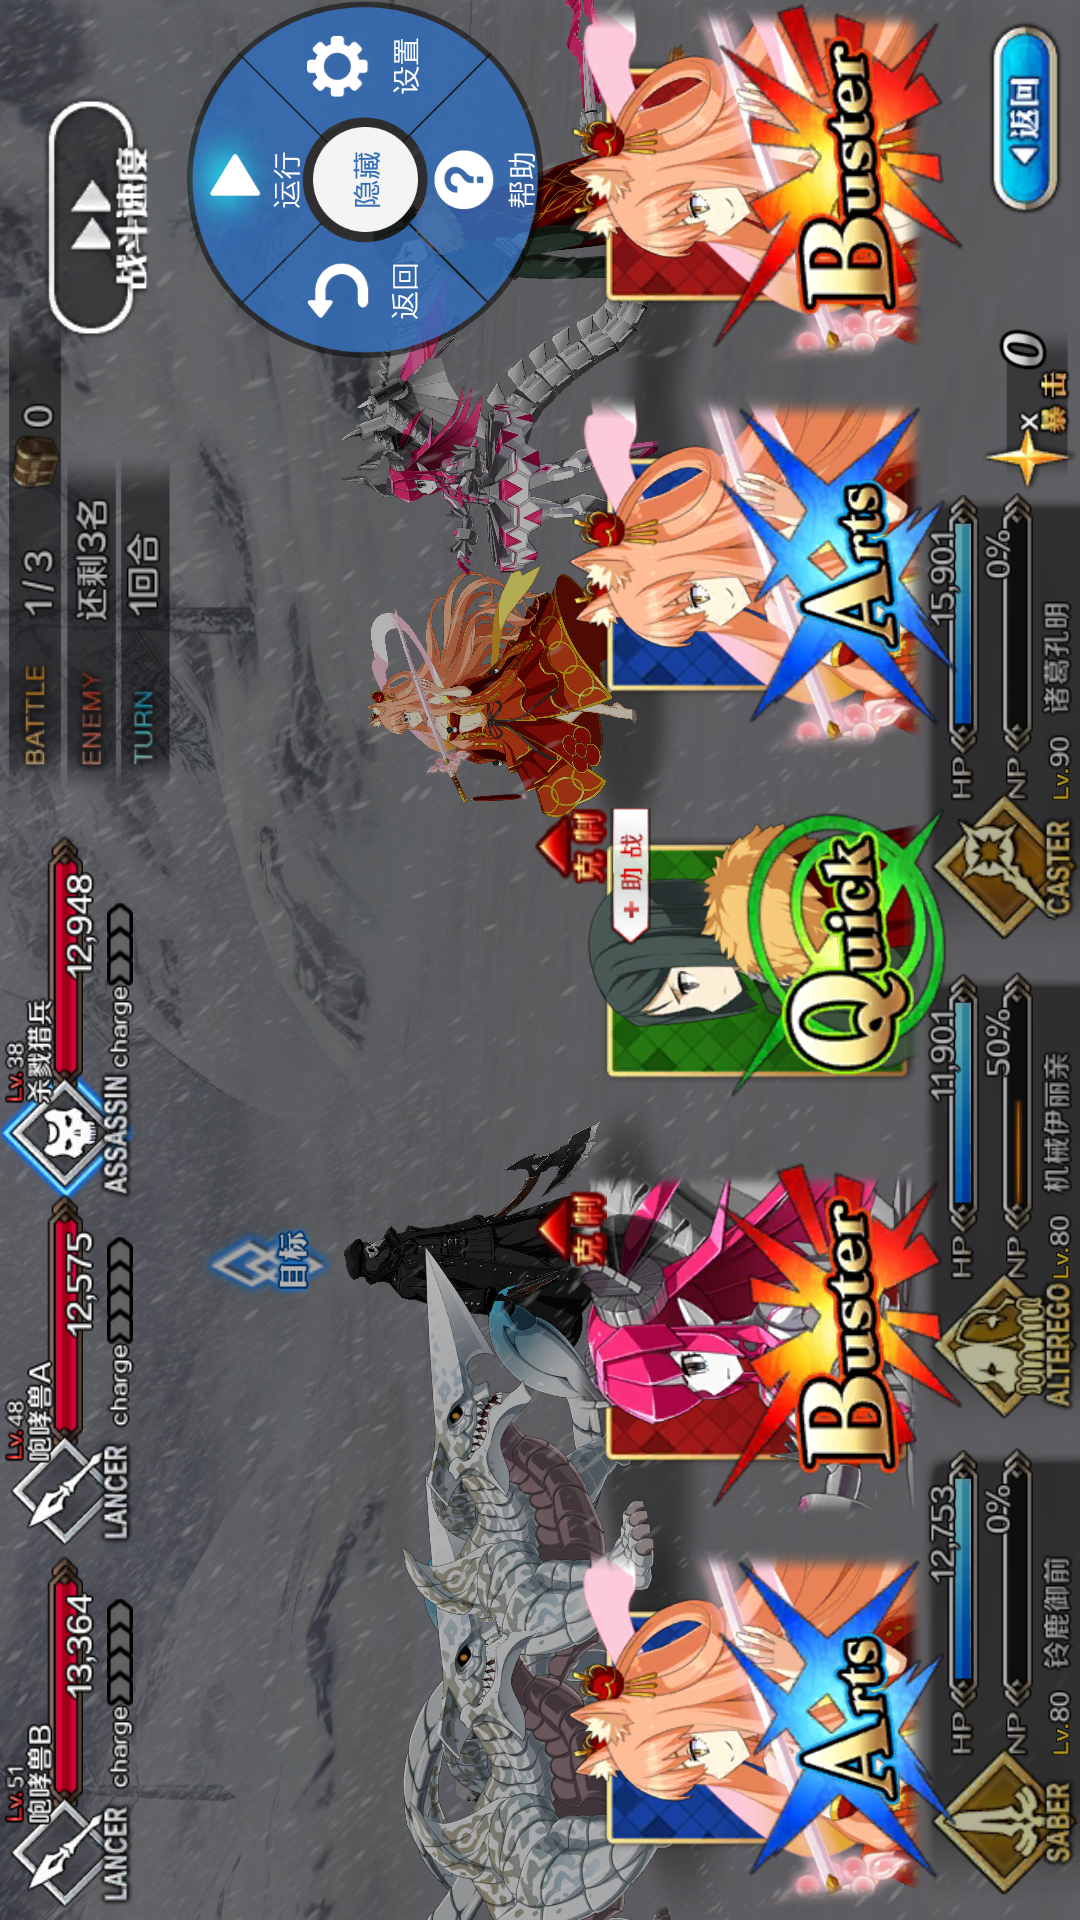 Lv.51
咆哮兽B
13,364
LANCER
charge
Lv.48
咆哮兽A
12,575
LANCER
charge
Lv.38
杀戮猎兵
12,948
ASSASSIN
charge
BATTLE 1/3
0
ENEMY 还剩3名
TURN 1回合
战斗速度
设置
运行
隐藏
返回
?
帮助
目标
克制
克制
+助战
Arts
Buster
Quick
Arts
Buster
HP 12,753
NP 0%
SABER
Lv.80 铃鹿御前
HP 11,901
NP 50%
ALTEREGO
Lv.80 机械伊丽亲
HP 15,901
NP 0%
CASTER
Lv.90 诸葛孔明
×
0
暴击
返回